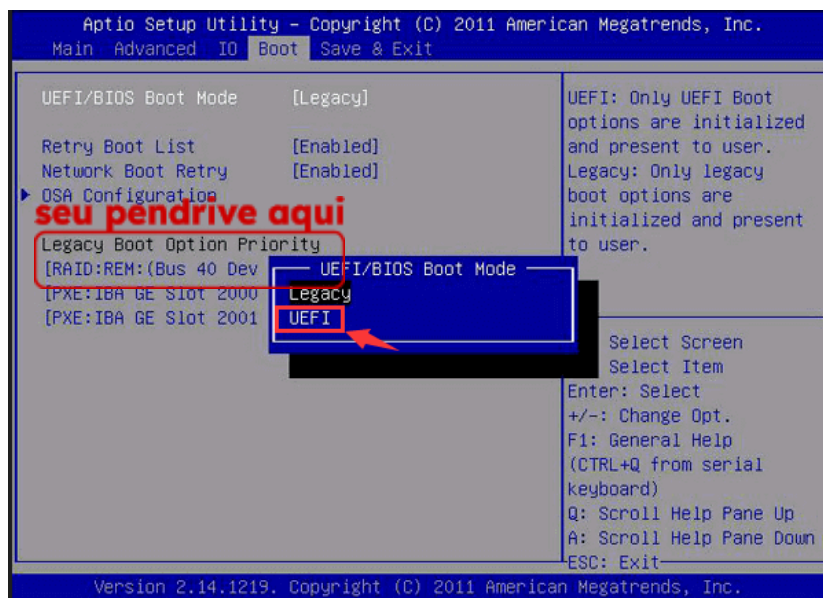 Aptio Setup Utility – Copyright (C) 2011 American Megatrends, Inc.
Main Advanced IO Boot Save & Exit
UEFI/BIOS Boot Mode [Legacy]
Retry Boot List [Enabled]
Network Boot Retry [Enabled]
OSA Configuration
seu pendrive aqui
Legacy Boot Option Priority
[RAID:REM:(Bus 40 Dev
[PXE:IBA GE Slot 2000
[PXE:IBA GE Slot 2001
UEFI/BIOS Boot Mode
Legacy
UEFI
UEFI: Only UEFI Boot
options are initialized
and present to user.
Legacy: Only legacy
boot options are
initialized and present
to user.
Select Screen
Select Item
Enter: Select
+/-: Change Opt.
F1: General Help
(CTRL+Q from serial
keyboard)
Q: Scroll Help Pane Up
A: Scroll Help Pane Down
ESC: Exit
Version 2.14.1219. Copyright (C) 2011 American Megatrends, Inc.